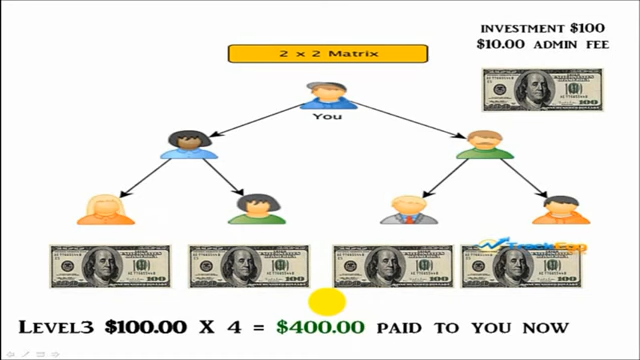 INVESTMENT $100
$10.00 ADMIN FEE
2 x 2 Matrix
You
LEVEL3 $100.00 X 4 = $400.00 PAID TO YOU NOW